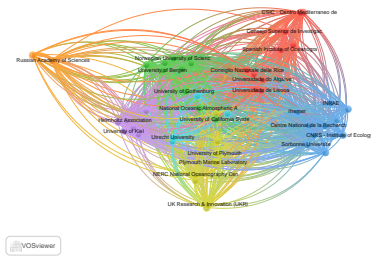 CSIC - Centro Mediterraneo de
Consejo Superior de Investigac
Russian Academy of Sciences
Spanish Institute of Oceanogra
Norwegian University of Scienc
University of Bergen
Consiglio Nazionale delle Rice
Universidade do Algarve
University of Gothenburg
Universidade de Lisboa
National Oceanic Atmospheric A
INRAE
Ifremer
Helmholtz Association
University of California Syste
Centre National de la Recherch
University of Kiel
Utrecht University
CNRS - Institute of Ecology
Sorbonne Universite
University of Plymouth
Plymouth Marine Laboratory
NERC National Oceanography Cen
UK Research & Innovation (UKRI)
VOSviewer